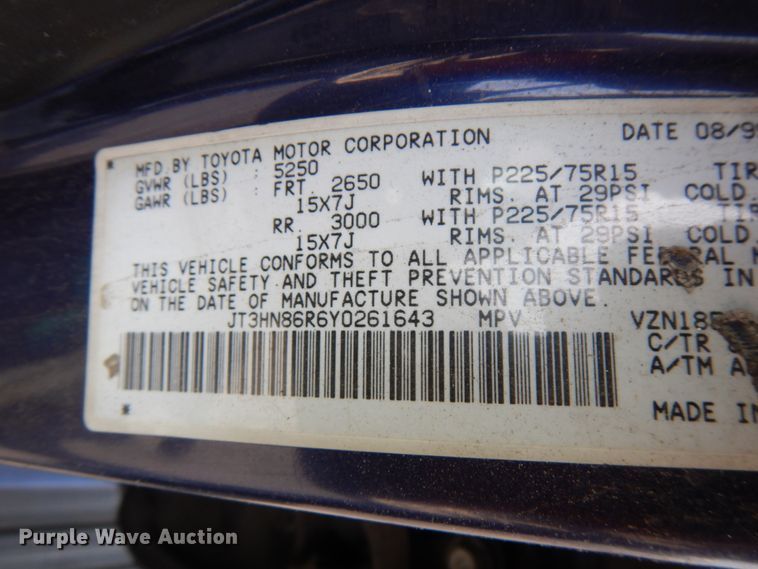 MFD.BY TOYOTA MOTOR CORPORATION DATE 08/9
GVWR (LBS) : 5250
GAWR (LBS) : FRT. 2650 WITH P225/75R15
15X7J RIMS. AT 29PSI COLD.
RR. 3000 WITH P225/75R15
15X7J RIMS. AT 29PSI COLD.
THIS VEHICLE CONFORMS TO ALL APPLICABLE FEDERAL
VEHICLE SAFETY AND THEFT PREVENTION STANDARDS IN
ON THE DATE OF MANUFACTURE SHOWN ABOVE.
JT3HN86R6Y0261643 MPV VZN185
C/TR
A/TM
MADE IN
Purple Wave Auction